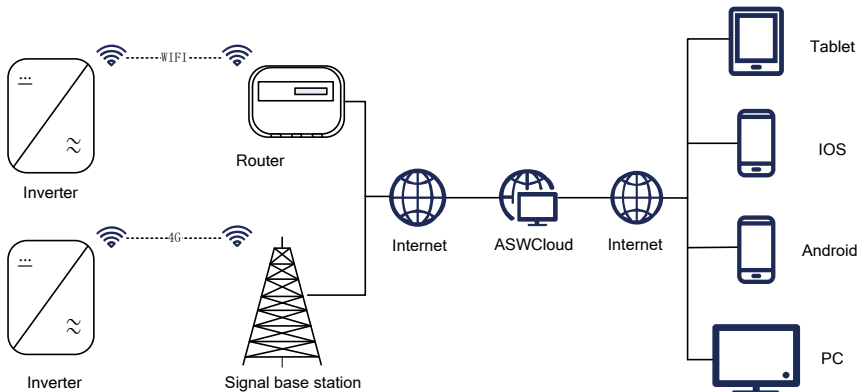 WIFI
Tablet
Router
IOS
Inverter
Internet
ASWCloud
Internet
4G
Android
Inverter
Signal base station
PC